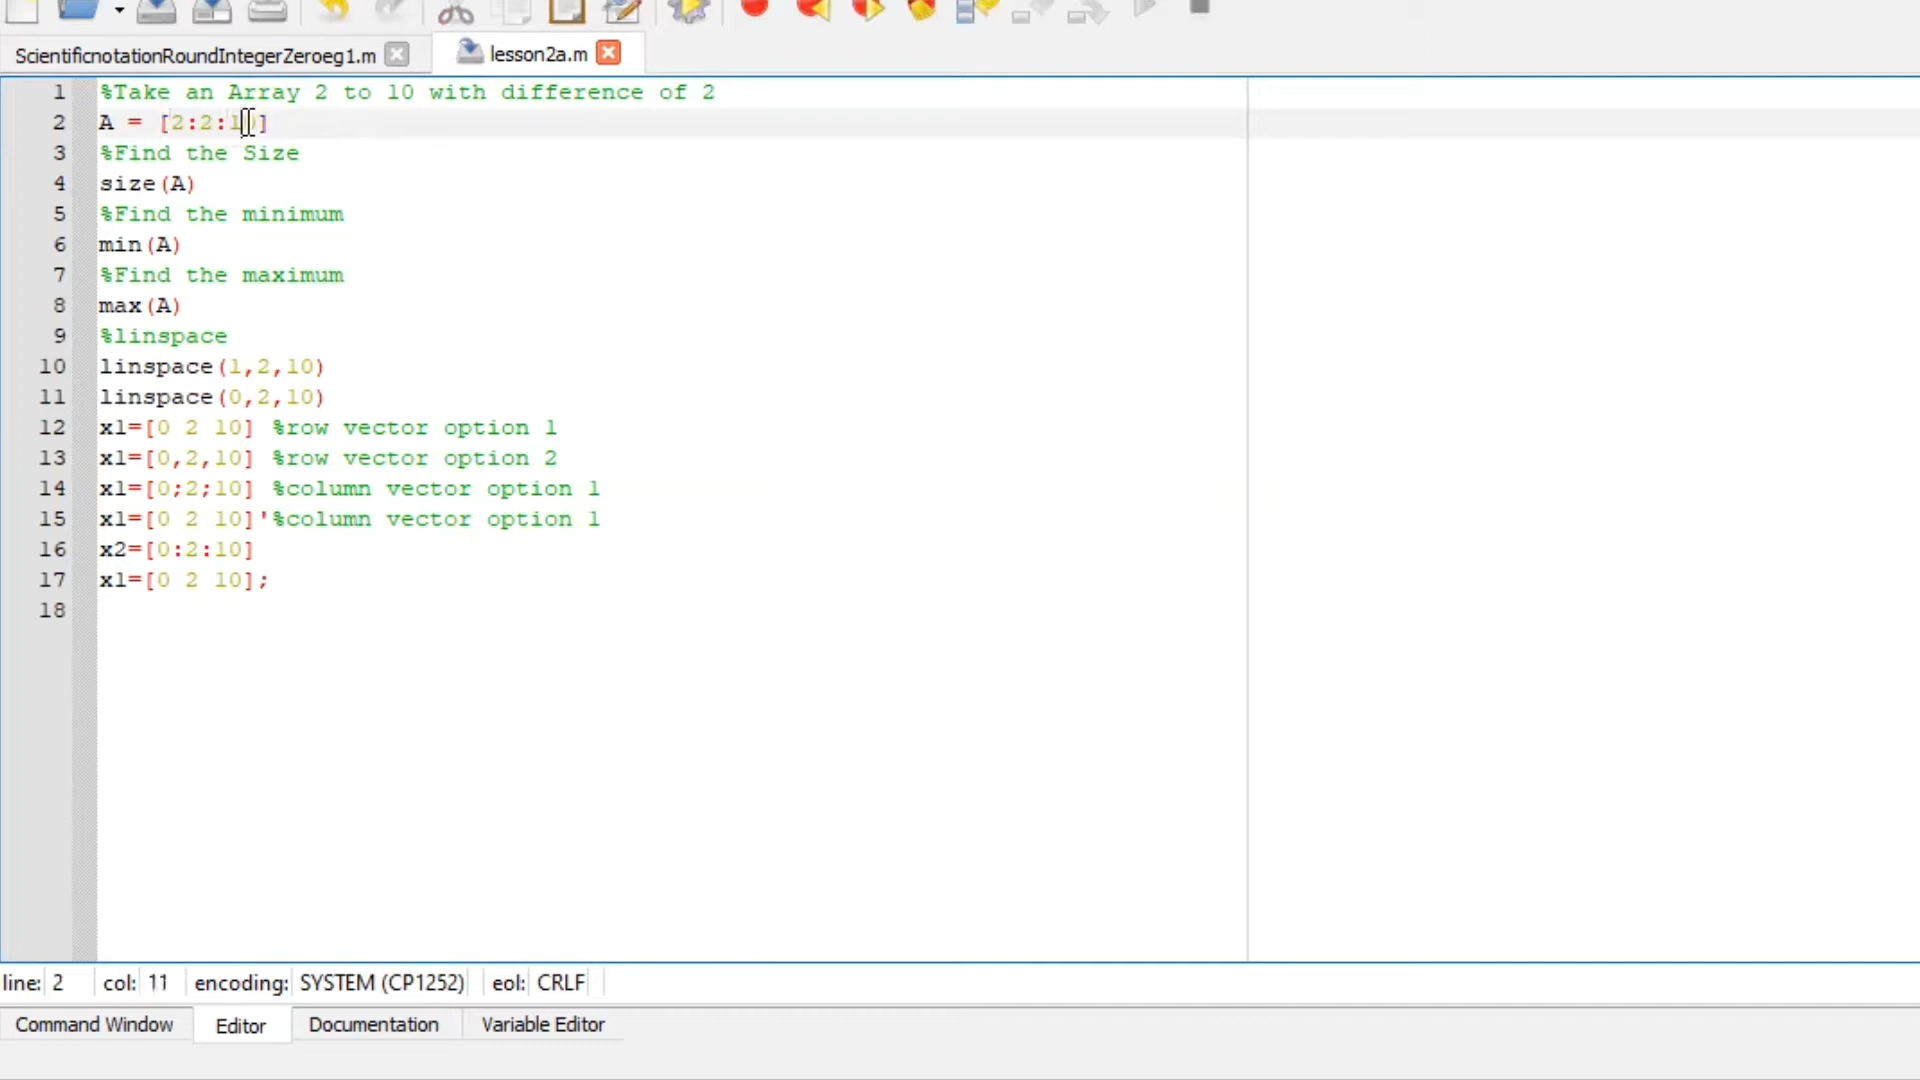 ScientificnotationRoundIntegerZeroeg1.m lesson2a.m
1 %Take an Array 2 to 10 with difference of 2
2 A = [2:2:10]
3 %Find the Size
4 size(A)
5 %Find the minimum
6 min(A)
7 %Find the maximum
8 max(A)
9 %linspace
10 linspace(1,2,10)
11 linspace(0,2,10)
12 x1=[0 2 10] %row vector option 1
13 x1=[0,2,10] %row vector option 2
14 x1=[0;2;10] %column vector option 1
15 x1=[0 2 10]'%column vector option 1
16 x2=[0:2:10]
17 x1=[0 2 10];
18
line: 2 col: 11 encoding: SYSTEM (CP1252) eol: CRLF
Command Window Editor Documentation Variable Editor